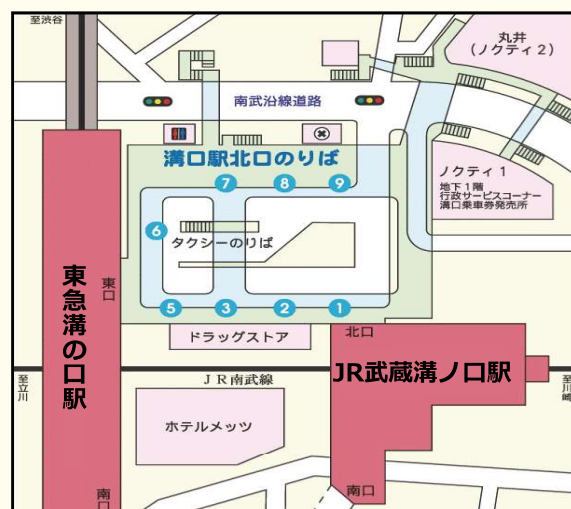 至渋谷
丸井
(ノクティ2)
南武沿線道路
溝口駅北口のりば
ノクティ1
地下1階
行政サービスコーナー
溝口乗車券発売所
7
8
9
6
タクシーのりば
東急溝の口駅
東口
5
3
2
1
北口
ドラッグストア
JR武蔵溝ノ口駅
至立川
JR南武線
至川崎
ホテルメッツ
南口
南口